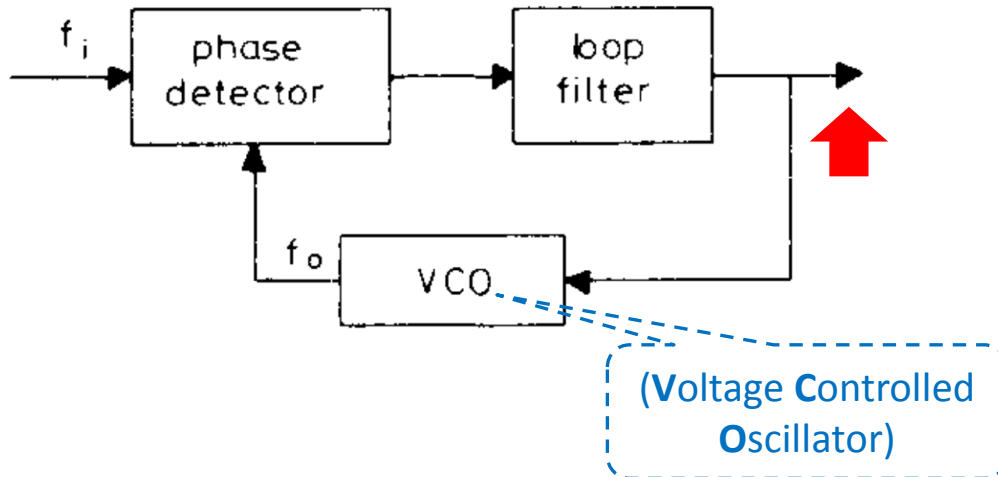 f i
phase
detector
loop
filter
f o
VCO
(Voltage Controlled
Oscillator)